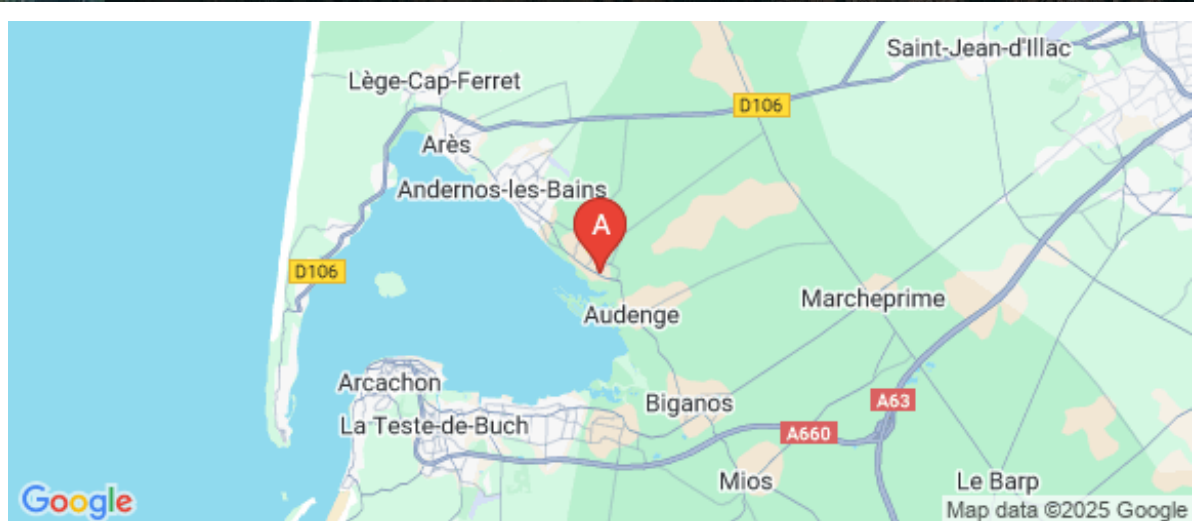 Saint-Jean-d'Illac
Lège-Cap-Ferret
D106
Arès
Andernos-les-Bains
A
D106
Marcheprime
Audenge
Arcachon
Biganos
A63
La Teste-de-Buch
A660
Mios
Le Barp
Google
Map data ©2025 Google